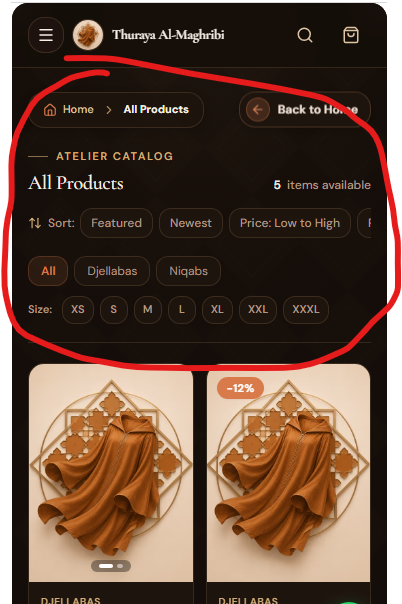 Thuraya Al-Maghribi
Home > All Products
Back to Home
ATELIER CATALOG
All Products
5 items available
Sort: Featured Newest Price: Low to High
All Djellabas Niqabs
Size: XS S M L XL XXL XXXL
-12%
DJELLABAS DJELLABAS